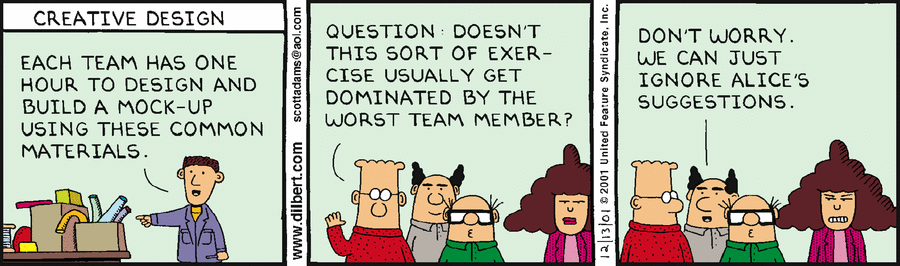 CREATIVE DESIGN
EACH TEAM HAS ONE
HOUR TO DESIGN AND
BUILD A MOCK-UP
USING THESE COMMON
MATERIALS.
www.dilbert.com scottadams@aol.com
QUESTION: DOESN'T
THIS SORT OF EXER-
CISE USUALLY GET
DOMINATED BY THE
WORST TEAM MEMBER?
12/13/01 © 2001 United Feature Syndicate, Inc.
DON'T WORRY.
WE CAN JUST
IGNORE ALICE'S
SUGGESTIONS.